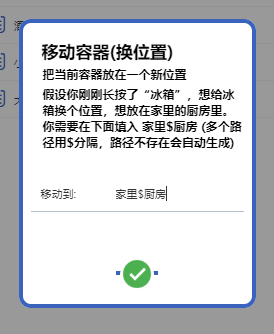 移动容器(换位置)
把当前容器放在一个新位置
假设你刚刚长按了“冰箱”，想给冰
箱换个位置，想放在家里的厨房里。
你需要在下面填入 家里$厨房 (多个路
径用$分隔，路径不存在会自动生成)
移动到: 家里$厨房